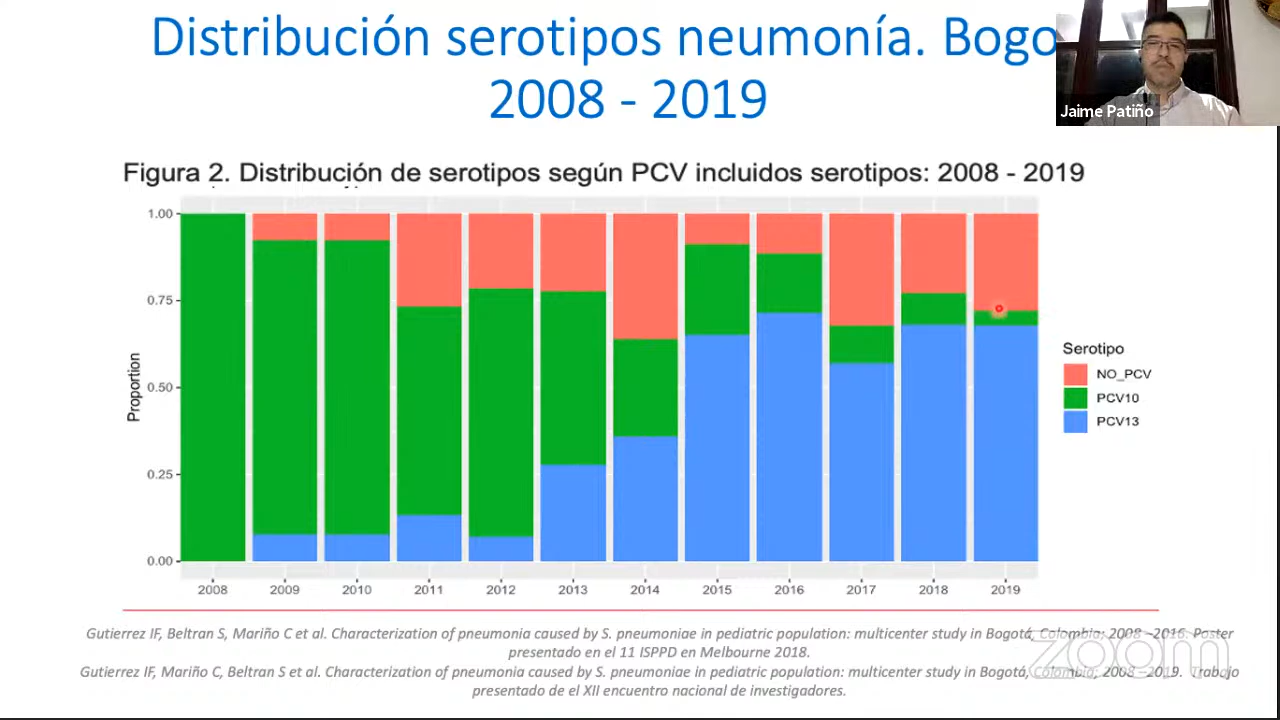 Distribución serotipos neumonía. Bogo
2008 - 2019
Jaime Patiño
Figura 2. Distribución de serotipos según PCV incluidos serotipos: 2008 - 2019
1.00
0.75
0.50
0.25
0.00
Proportion
2008 2009 2010 2011 2012 2013 2014 2015 2016 2017 2018 2019
Serotipo
NO_PCV
PCV10
PCV13
Gutierrez IF, Beltran S, Mariño C et al. Characterization of pneumonia caused by S. pneumoniae in pediatric population: multicenter study in Bogotá, Colombia; 2008 –2016. Poster
presentado en el 11 ISPPD en Melbourne 2018.
Gutierrez IF, Mariño C, Beltran S et al. Characterization of pneumonia caused by S. pneumoniae in pediatric population: multicenter study in Bogotá, Colombia; 2008 –2019. Trabajo
presentado de el XII encuentro nacional de investigadores.
zoom